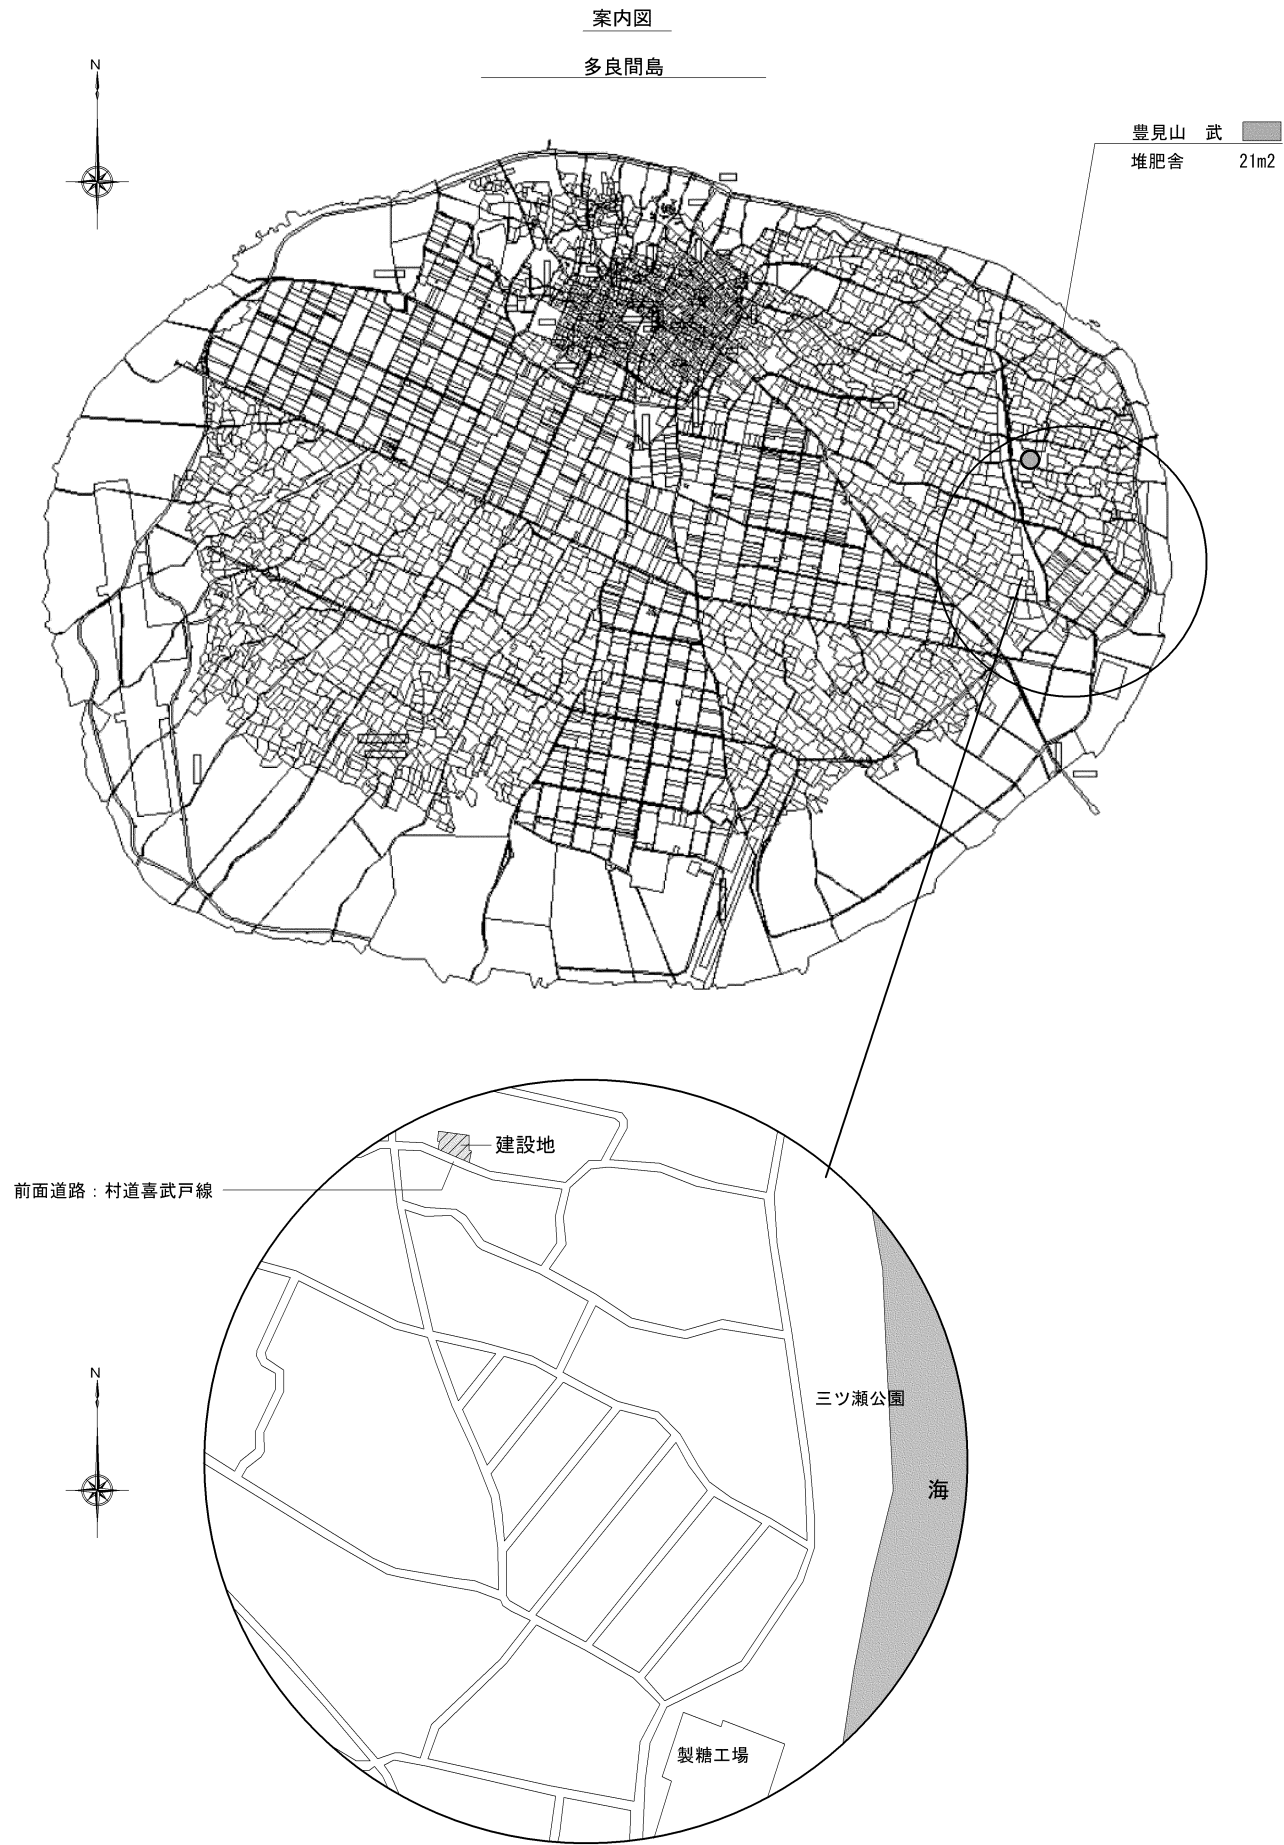 案内図
多良間島
N
豊見山　武
堆肥舎　21m2
建設地
前面道路：村道喜武戸線
三ツ瀬公園
N
海
製糖工場